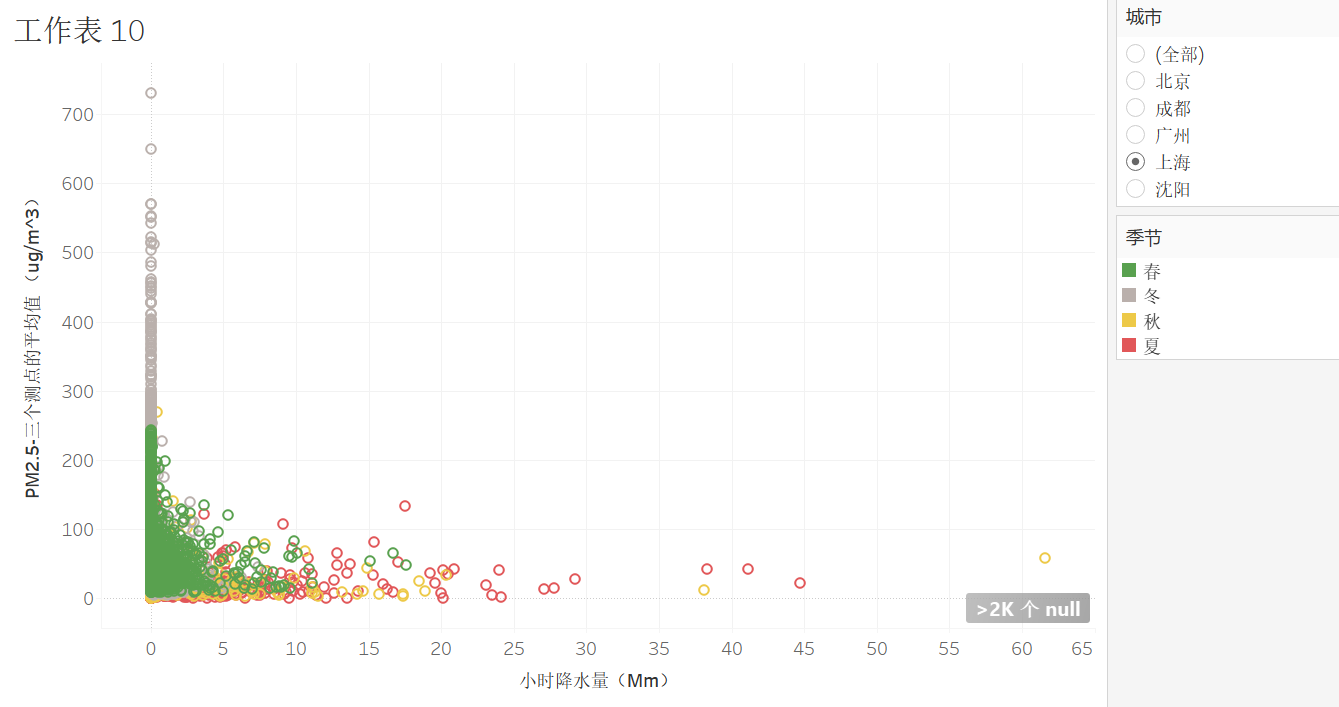 工作表 10
PM2.5-三个测点的平均值（ug/m^3）
700
600
500
400
300
200
100
0
0 5 10 15 20 25 30 35 40 45 50 55 60 65
小时降水量（Mm）
>2K 个 null
城市
(全部)
北京
成都
广州
上海
沈阳
季节
春
冬
秋
夏